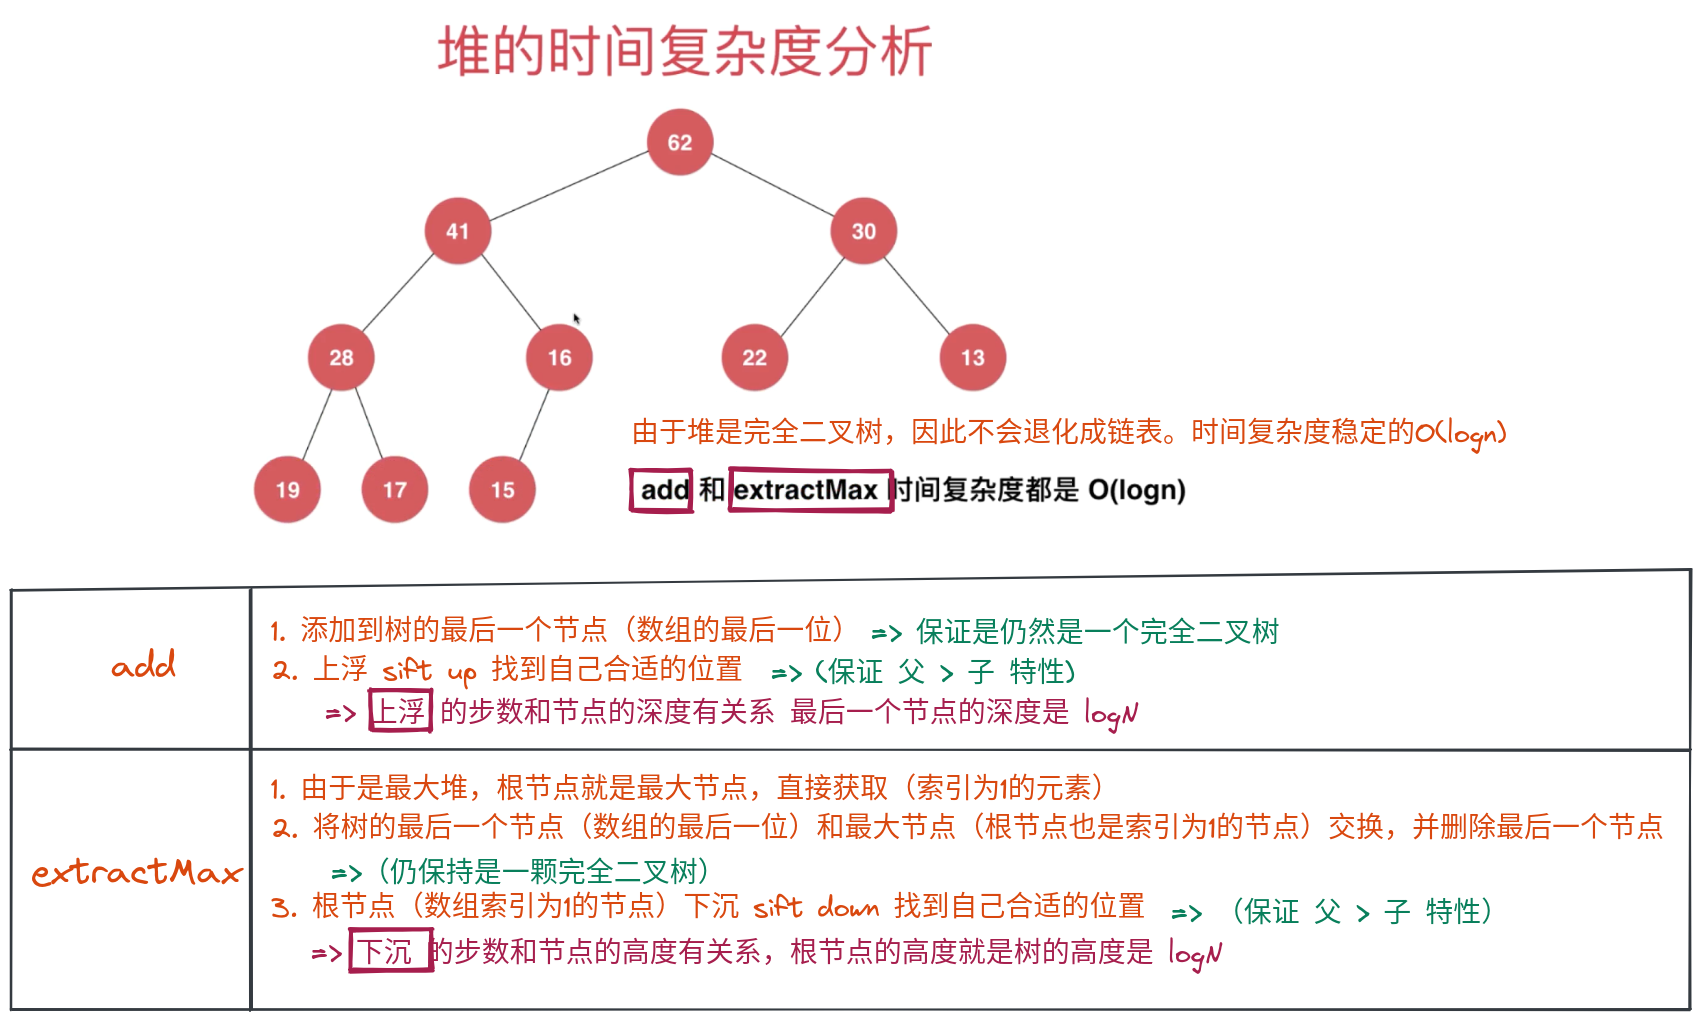 堆的时间复杂度分析
62
41
30
28
16
22
13
19
17
15
由于堆是完全二叉树，因此不会退化成链表。时间复杂度稳定的O(logn)
add 和 extractMax 时间复杂度都是 O(logn)
add
1. 添加到树的最后一个节点（数组的最后一位） => 保证是仍然是一个完全二叉树
2. 上浮 sift up 找到自己合适的位置 =>（保证 父 > 子 特性）
=> 上浮 的步数和节点的深度有关系 最后一个节点的深度是 logN
extractMax
1. 由于是最大堆，根节点就是最大节点，直接获取（索引为1的元素）
2. 将树的最后一个节点（数组的最后一位）和最大节点（根节点也是索引为1的节点）交换，并删除最后一个节点
=>（仍保持是一颗完全二叉树）
3. 根节点（数组索引为1的节点）下沉 sift down 找到自己合适的位置 => （保证 父 > 子 特性）
=> 下沉 的步数和节点的高度有关系，根节点的高度就是树的高度是 logN